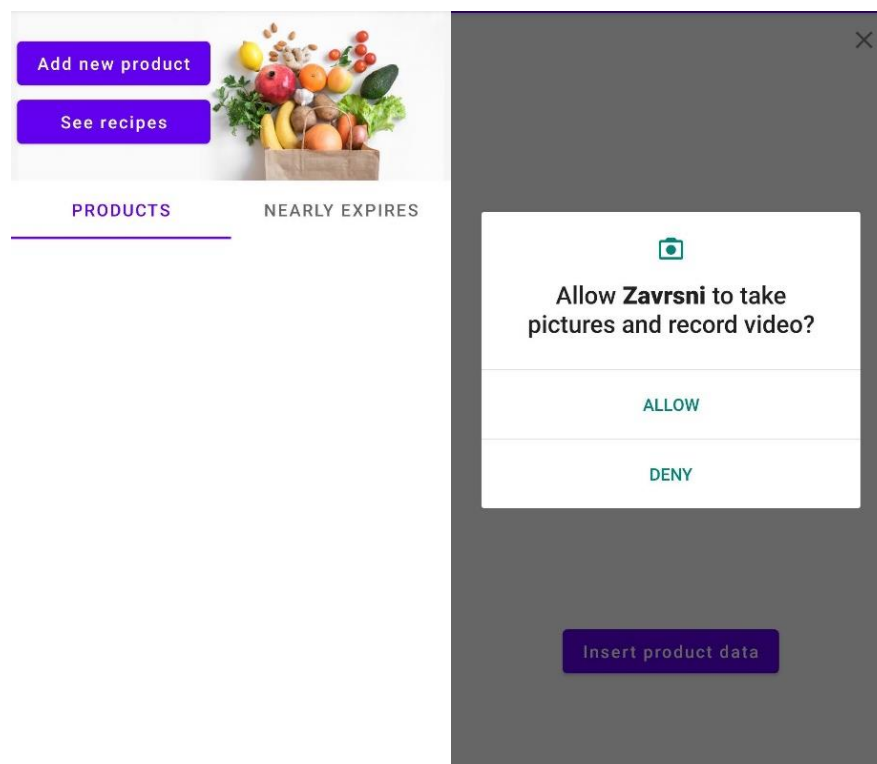 Add new product
See recipes
PRODUCTS NEARLY EXPIRES
Allow Zavrsni to take
pictures and record video?
ALLOW
DENY
Insert product data